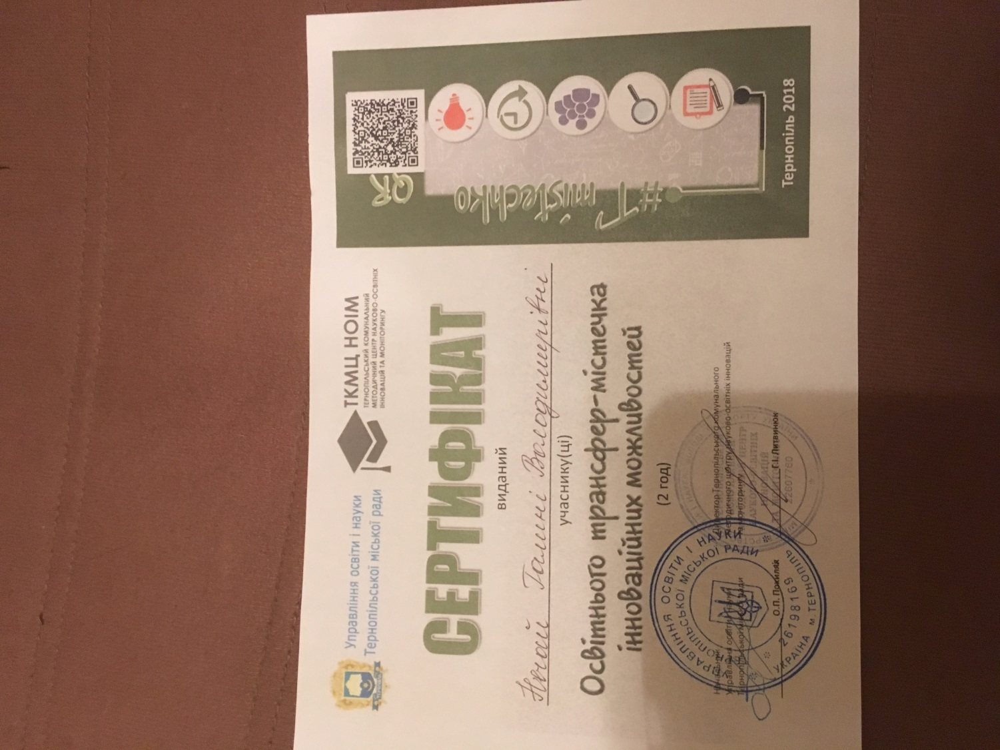 Управління освіти і науки
Тернопільської міської ради
ТКМЦ НОІМ
ТЕРНОПІЛЬСЬКИЙ КОМУНАЛЬНИЙ
МЕТОДИЧНИЙ ЦЕНТР НАУКОВО-ОСВІТНІХ
ІННОВАЦІЙ ТА МОНІТОРИНГУ
СЕРТИФІКАТ
виданий
Галині Володимирівні
учаснику(ці)
Освітнього трансфер-містечка
інноваційних можливостей
(2 год)
Начальник
Управління освіти і науки
Тернопільської міської ради
О.П. Похиляк
Директор Тернопільського комунального
методичного центру науково-освітніх інновацій
та моніторингу
Г.І. Литвинюк
УПРАВЛІННЯ ОСВІТИ І НАУКИ
ТЕРНОПІЛЬСЬКОЇ МІСЬКОЇ РАДИ
26198169
УКРАЇНА м. ТЕРНОПІЛЬ
22607760
QR
#T mistechko
Тернопіль 2018